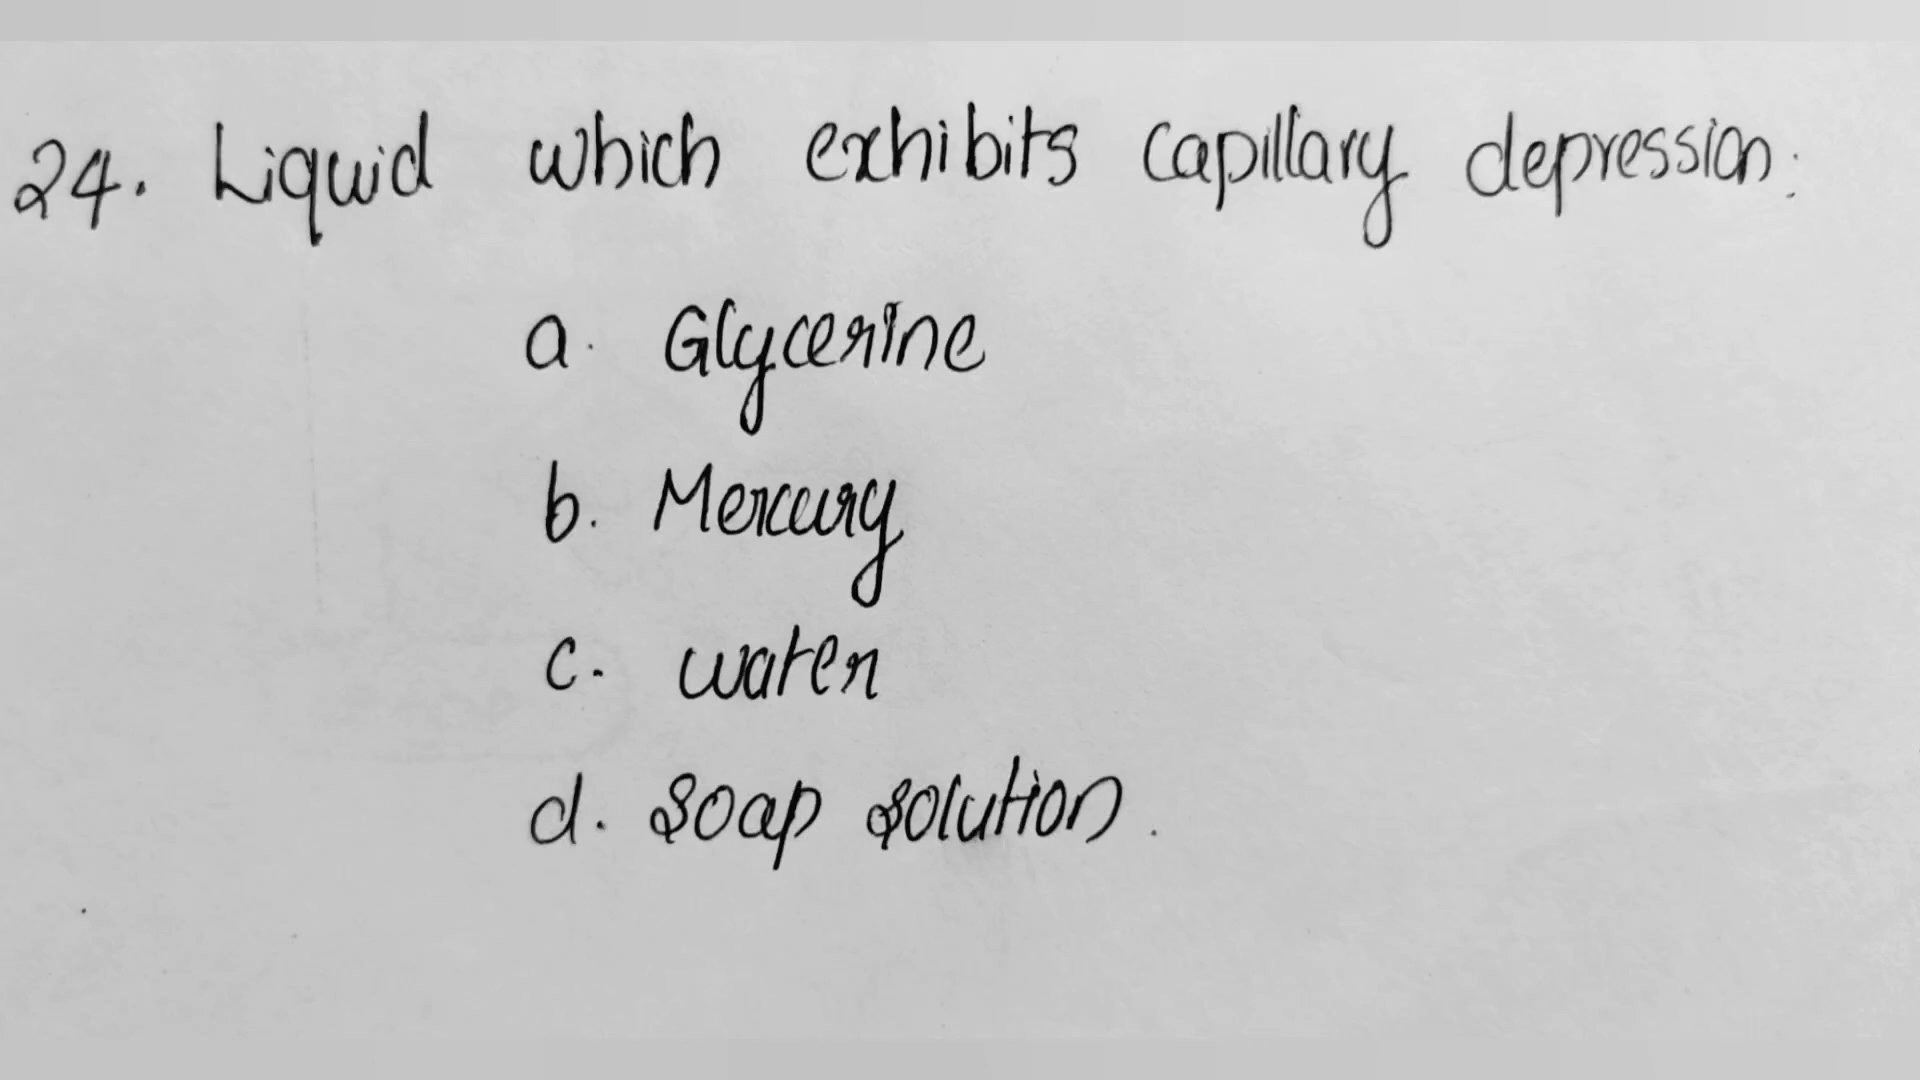 24. Liquid which exhibits capillary depression:
a. Glycerine
b. Mercury
c. water
d. Soap solution.